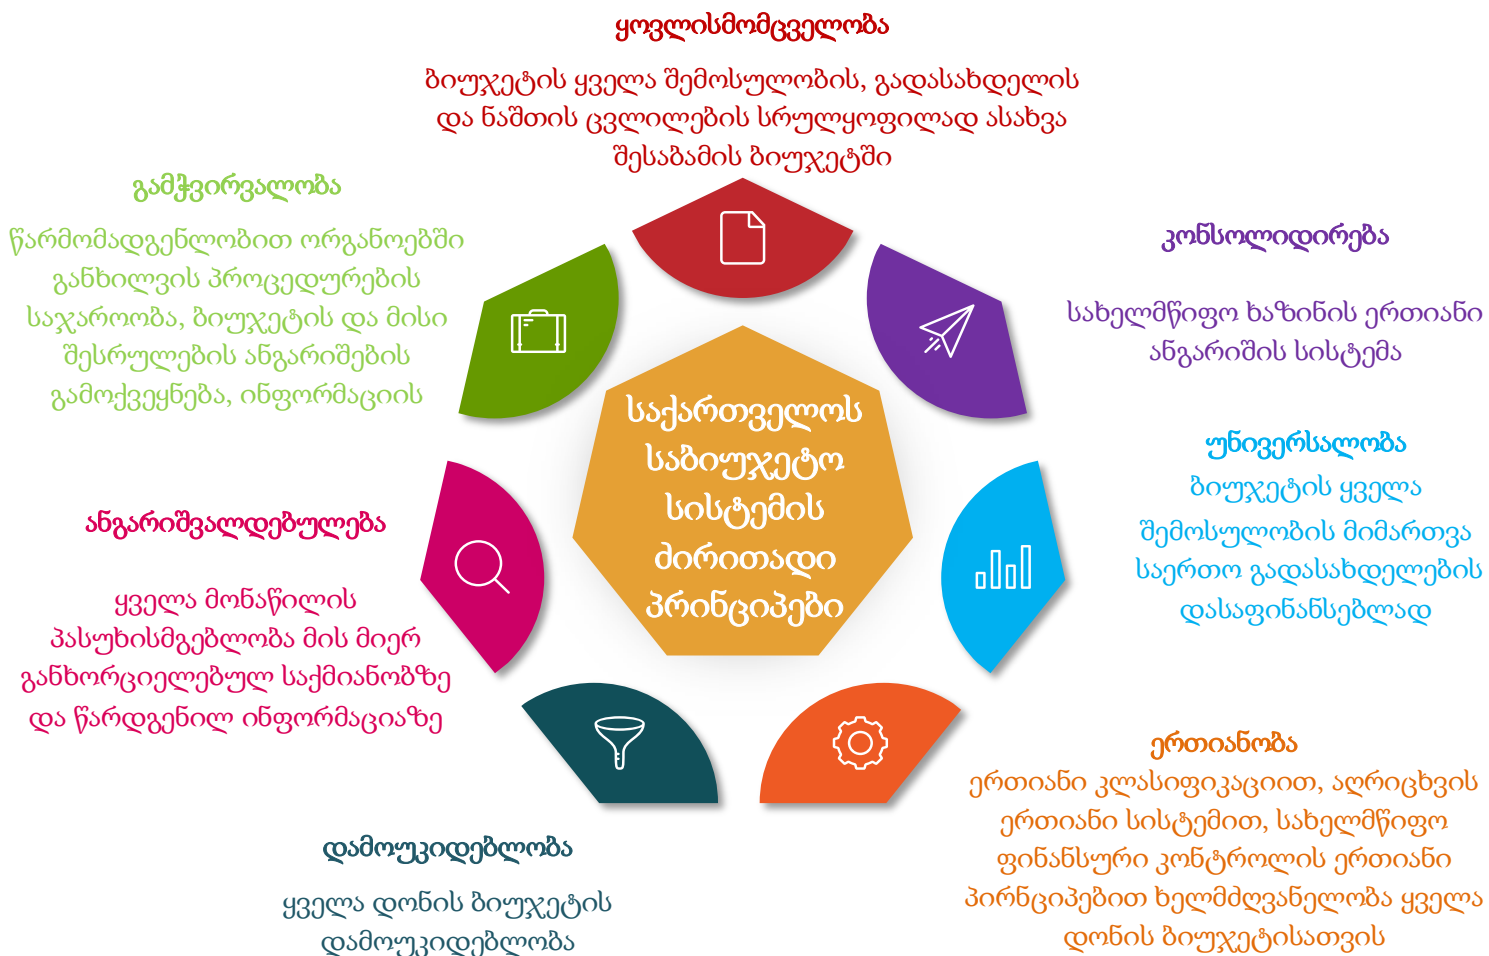 ყოვლისმომცველობა
ბიუჯეტის ყველა შემოსულობის, გადასახდელის
და ნაშთის ცვლილების სრულყოფილად ასახვა
შესაბამის ბიუჯეტში
გამჭვირვალობა
წარმომადგენლობით ორგანოებში
განხილვის პროცედურების
საჯაროობა, ბიუჯეტის და მისი
შესრულების ანგარიშების
გამოქვეყნება, ინფორმაციის
კონსოლიდირება
სახელმწიფო ხაზინის ერთიანი
ანგარიშის სისტემა
საქართველოს
საბიუჯეტო
სისტემის
ძირითადი
პრინციპები
უნივერსალობა
ბიუჯეტის ყველა
შემოსულობის მიმართვა
საერთო გადასახდელების
დასაფინანსებლად
ანგარიშვალდებულება
ყველა მონაწილის
პასუხისმგებლობა მის მიერ
განხორციელებულ საქმიანობზე
და წარდგენილ ინფორმაციაზე
ერთიანობა
ერთიანი კლასიფიკაციით, აღრიცხვის
ერთიანი სისტემით, სახელმწიფო
ფინანსური კონტროლის ერთიანი
პირნციპებით ხელმძღვანელობა ყველა
დონის ბიუჯეტისათვის
დამოუკიდებლობა
ყველა დონის ბიუჯეტის
დამოუკიდებლობა